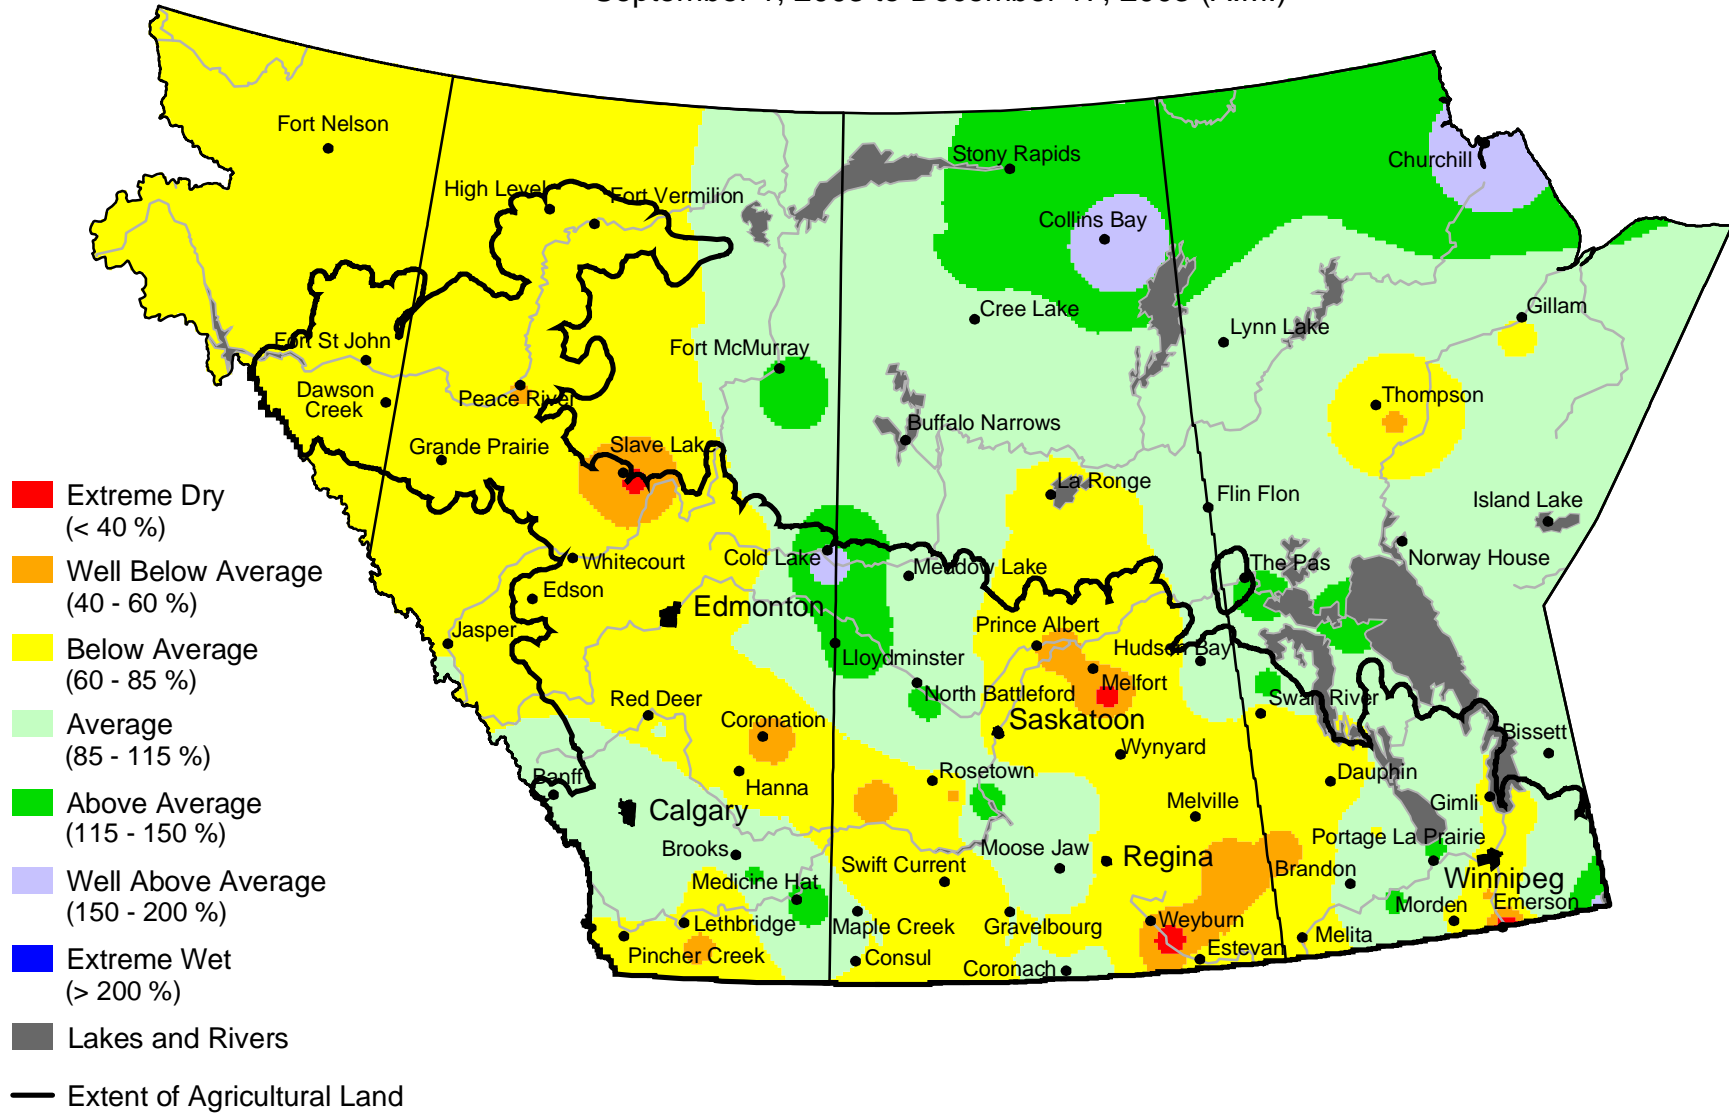 Fort Nelson
High Level
Fort Vermilion
Stony Rapids
Churchill
Collins Bay
Cree Lake
Gillam
Lynn Lake
Fort St John
Fort McMurray
Dawson
Creek
Peace River
Thompson
Buffalo Narrows
Grande Prairie
Slave Lake
La Ronge
Flin Flon
Island Lake
Extreme Dry
(< 40 %)
Whitecourt
Cold Lake
Meadow Lake
The Pas
Norway House
Well Below Average
(40 - 60 %)
Edson
Edmonton
Jasper
Prince Albert
Hudson Bay
Below Average
(60 - 85 %)
Lloydminster
North Battleford
Melfort
Swan River
Red Deer
Coronation
Saskatoon
Wynyard
Bissett
Average
(85 - 115 %)
Banff
Hanna
Rosetown
Dauphin
Above Average
(115 - 150 %)
Calgary
Melville
Gimli
Brooks
Moose Jaw
Regina
Portage La Prairie
Swift Current
Brandon
Winnipeg
Well Above Average
(150 - 200 %)
Medicine Hat
Morden
Emerson
Lethbridge
Maple Creek
Gravelbourg
Weyburn
Pincher Creek
Consul
Coronach
Estevan
Melita
Extreme Wet
(> 200 %)
Lakes and Rivers
Extent of Agricultural Land